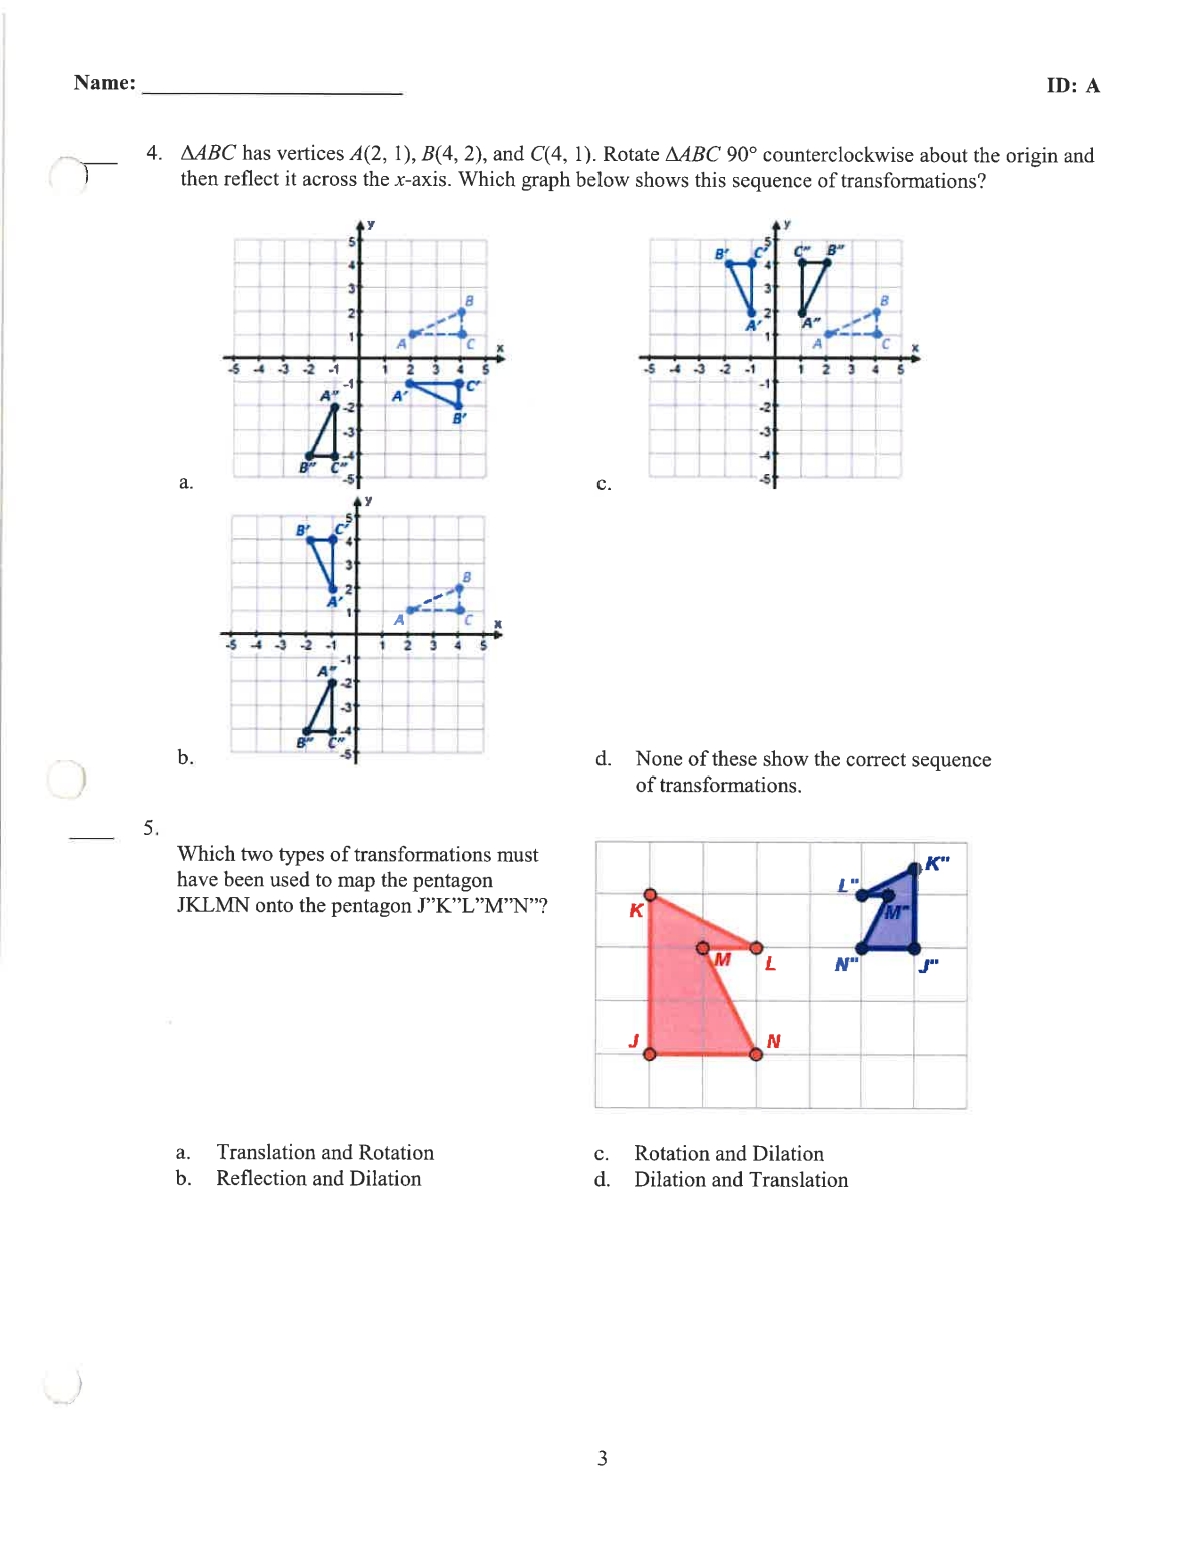 Name: ____________________
ID: A
____ 4. ΔABC has vertices A(2, 1), B(4, 2), and C(4, 1). Rotate ΔABC 90° counterclockwise about the origin and
then reflect it across the x-axis. Which graph below shows this sequence of transformations?
y
5
4
3
2
1
B
A
C
x
-5 -4 -3 -2 -1 1 2 3 4 5
-1
-2
-3
-4
-5
A' C'
B'
A"
B" C"
a.
y
B' C' 5 C" B"
4
3
2
1
A' A"
B
A
C
x
-5 -4 -3 -2 -1 1 2 3 4 5
-1
-2
-3
-4
-5
c.
y
B' C' 5
4
3
2
1
A'
B
A
C
x
-5 -4 -3 -2 -1 1 2 3 4 5
-1
-2
-3
-4
-5
A"
B" C"
b.
d. None of these show the correct sequence
of transformations.
____ 5.
Which two types of transformations must
have been used to map the pentagon
JKLMN onto the pentagon J”K”L”M”N”?
K
M
L
J
N
K"
L"
M"
N"
J"
a. Translation and Rotation
b. Reflection and Dilation
c. Rotation and Dilation
d. Dilation and Translation
3